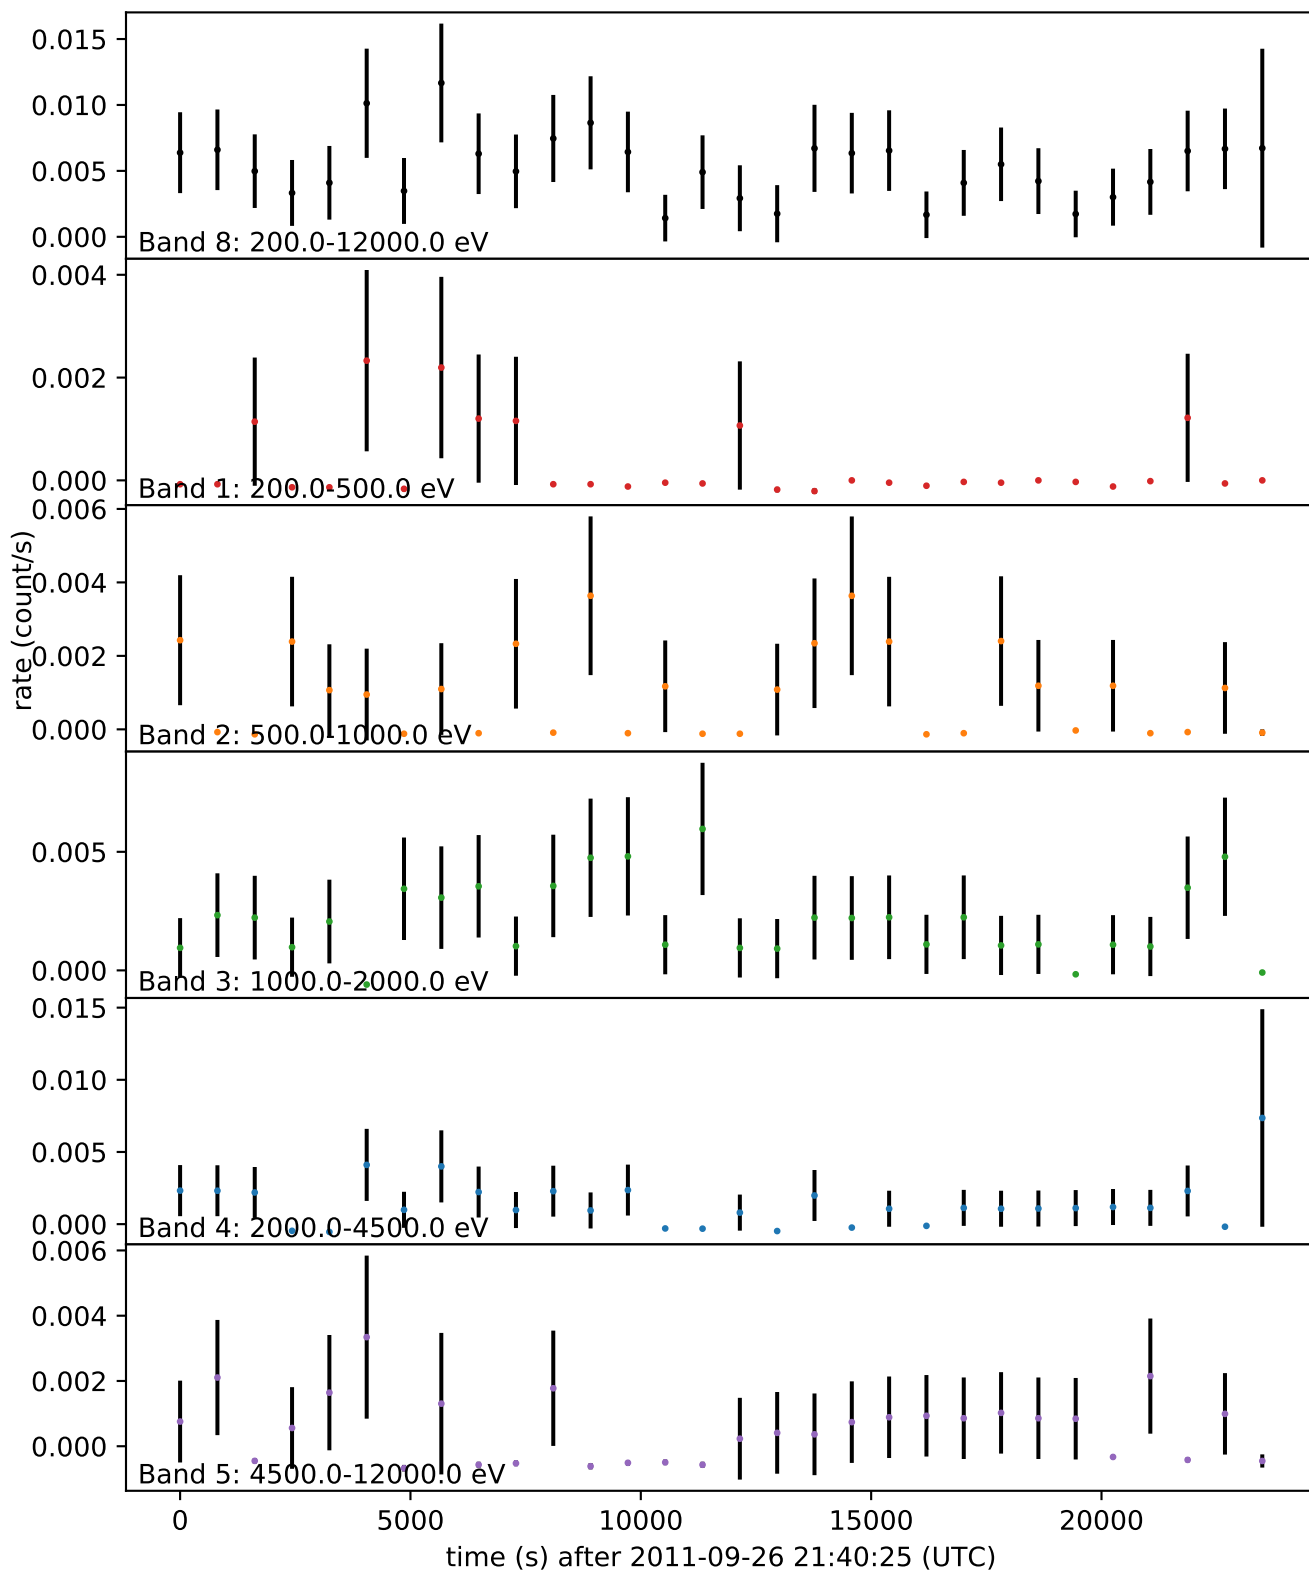 0.015
0.010
0.005
0.000
Band 8: 200.0-12000.0 eV
0.004
0.002
0.000
Band 1: 200.0-500.0 eV
rate (count/s)
0.006
0.004
0.002
0.000
Band 2: 500.0-1000.0 eV
0.005
0.000
Band 3: 1000.0-2000.0 eV
0.015
0.010
0.005
0.000
Band 4: 2000.0-4500.0 eV
0.006
0.004
0.002
0.000
Band 5: 4500.0-12000.0 eV
0 5000 10000 15000 20000
time (s) after 2011-09-26 21:40:25 (UTC)